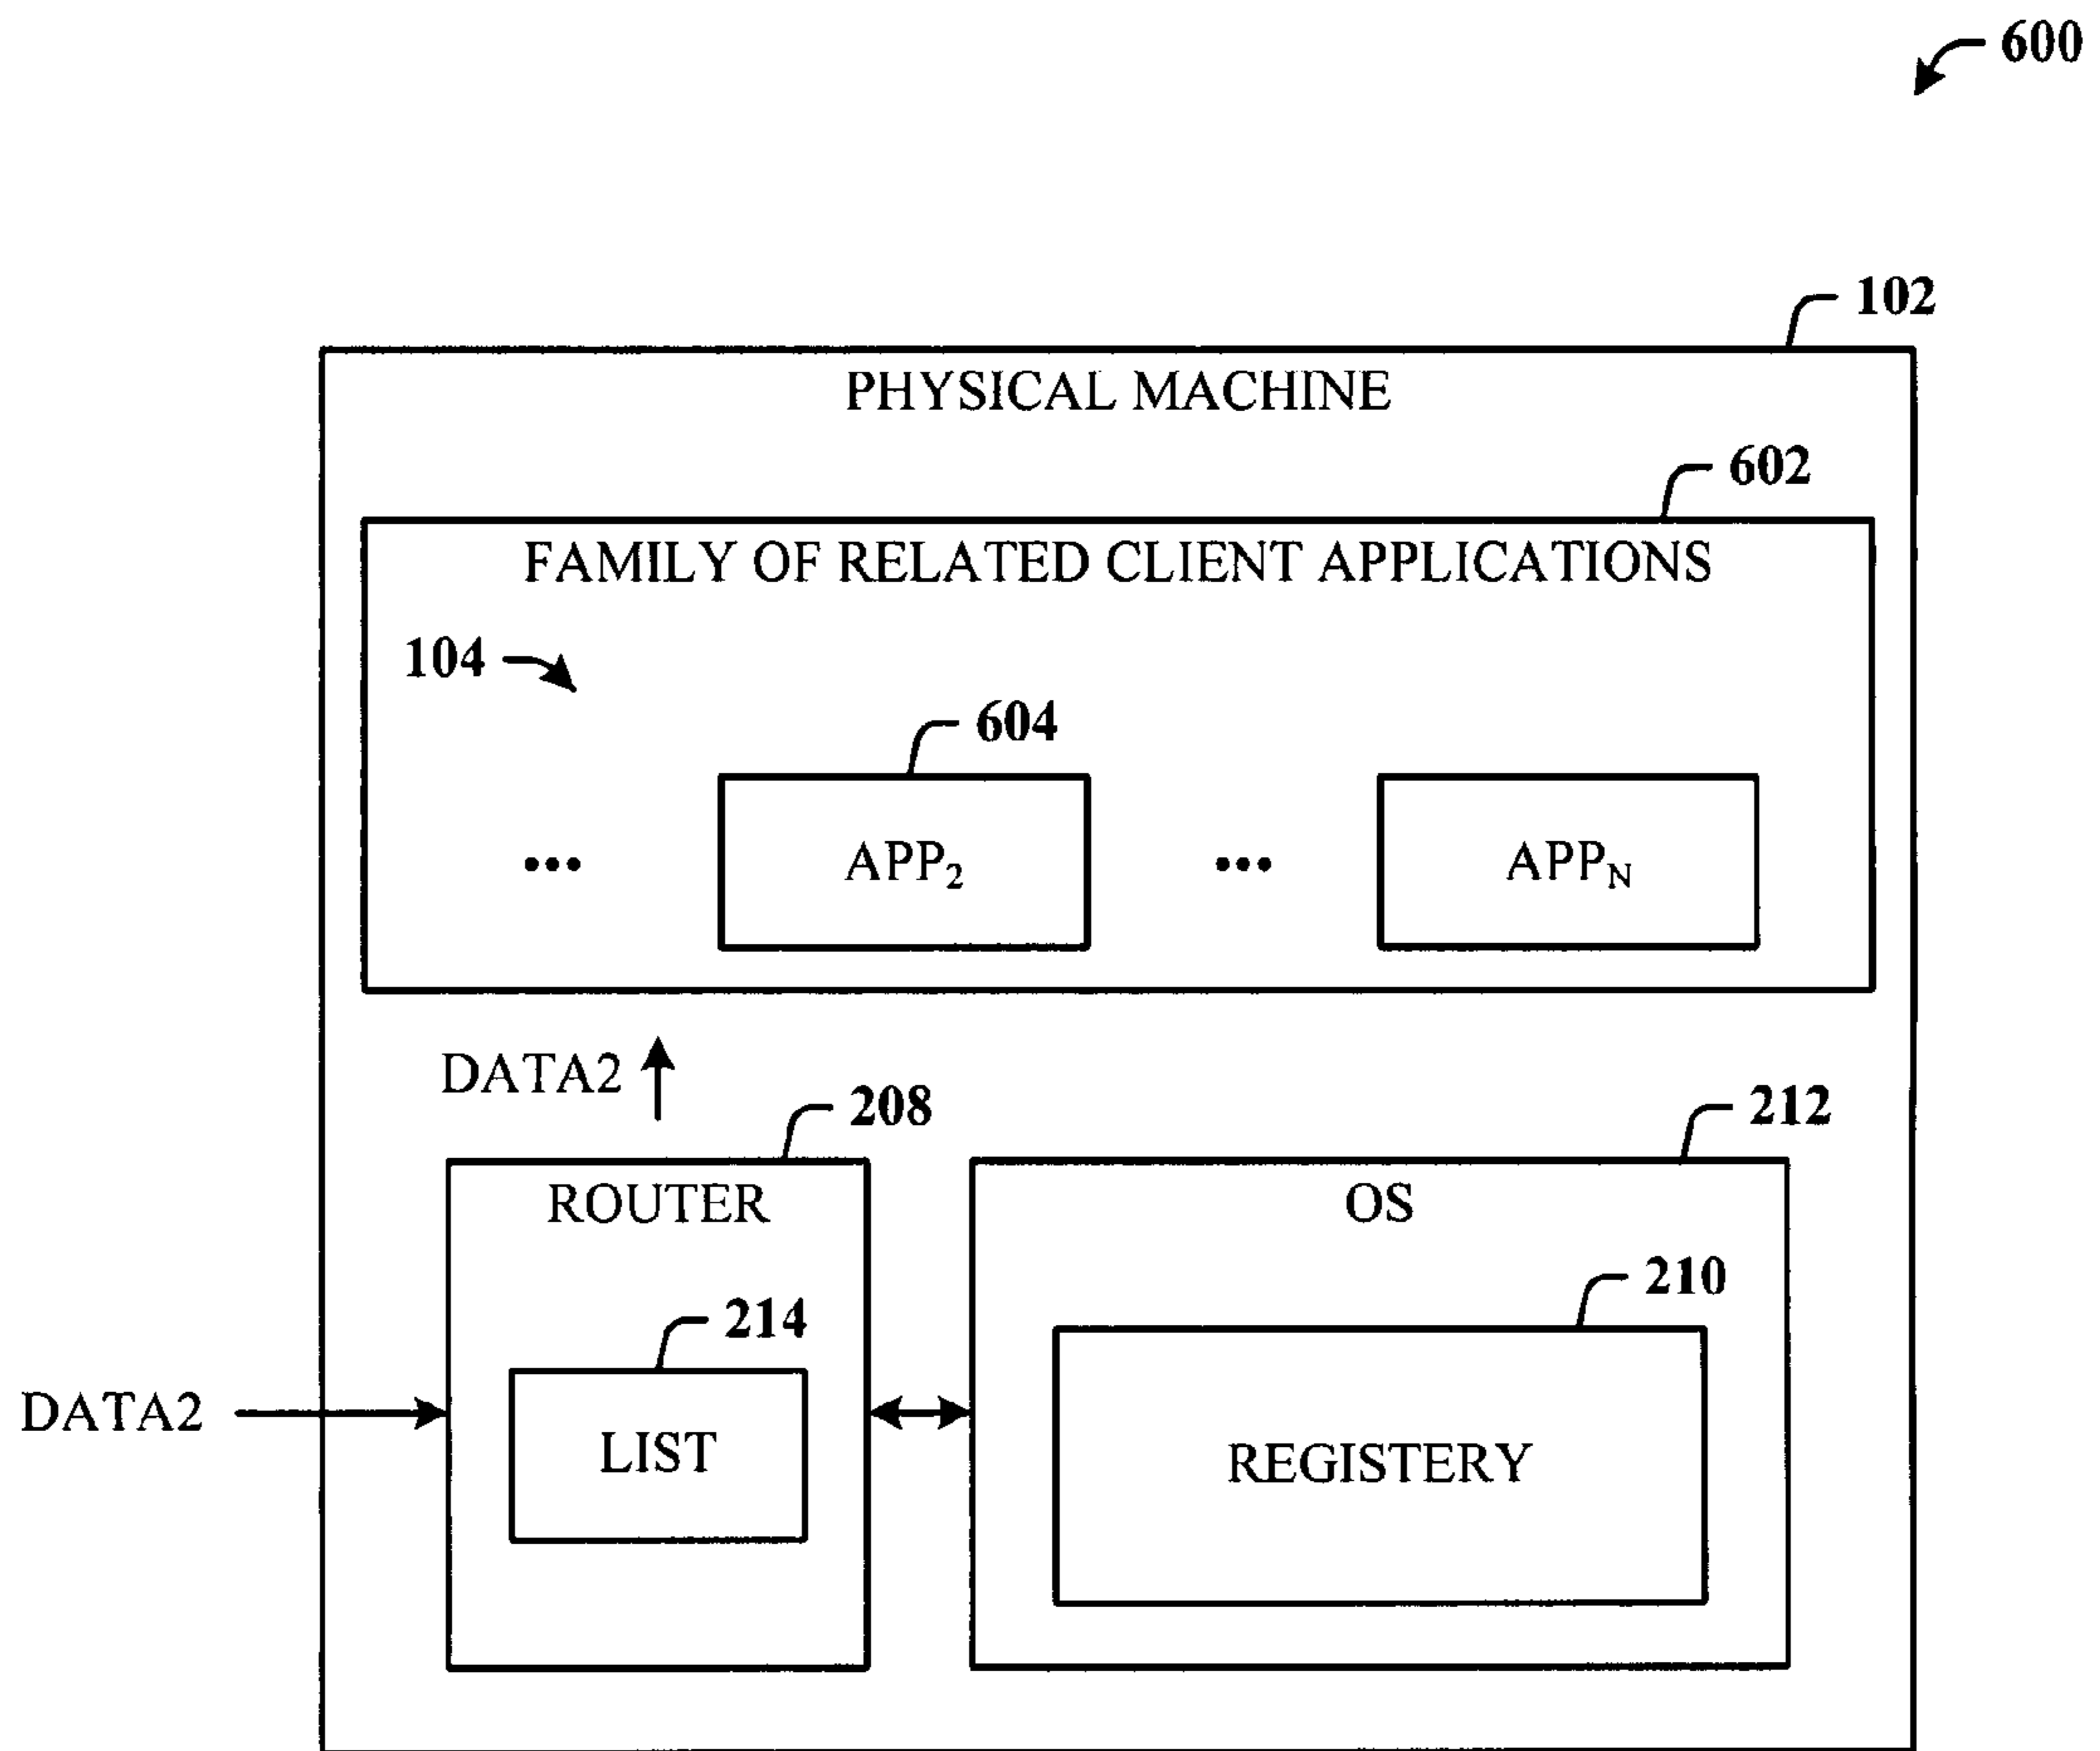 600
102
PHYSICAL MACHINE
602
FAMILY OF RELATED CLIENT APPLICATIONS
104
604
••• APP₂ ••• APPN
DATA2
208
212
ROUTER
OS
210
214
DATA2
LIST
REGISTERY